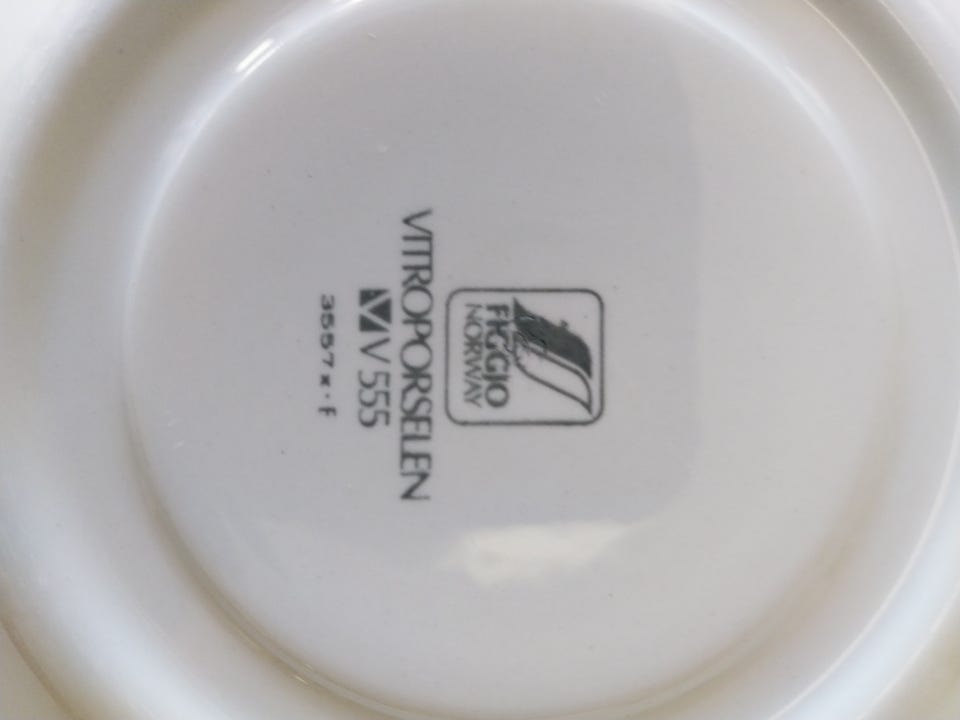 FIGGJO
NORWAY
VITROPORSELEN
V 555
3557x·F